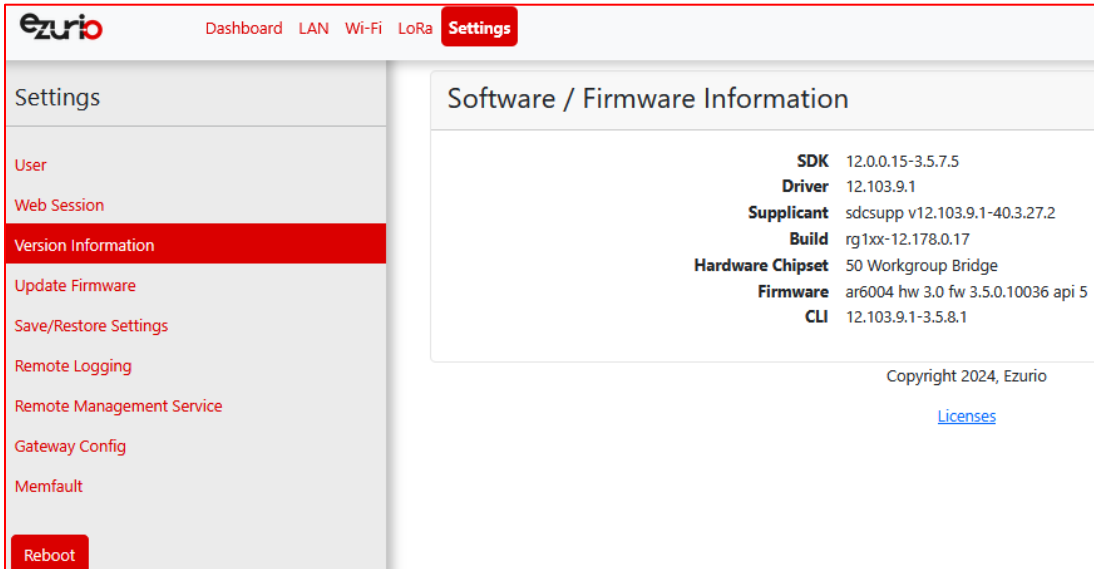 ezurio
Dashboard LAN Wi-Fi LoRa Settings
Settings
User
Web Session
Version Information
Update Firmware
Save/Restore Settings
Remote Logging
Remote Management Service
Gateway Config
Memfault
Reboot
Software / Firmware Information
SDK 12.0.0.15-3.5.7.5
Driver 12.103.9.1
Supplicant sdcsupp v12.103.9.1-40.3.27.2
Build rg1xx-12.178.0.17
Hardware Chipset 50 Workgroup Bridge
Firmware ar6004 hw 3.0 fw 3.5.0.10036 api 5
CLI 12.103.9.1-3.5.8.1
Copyright 2024, Ezurio
Licenses